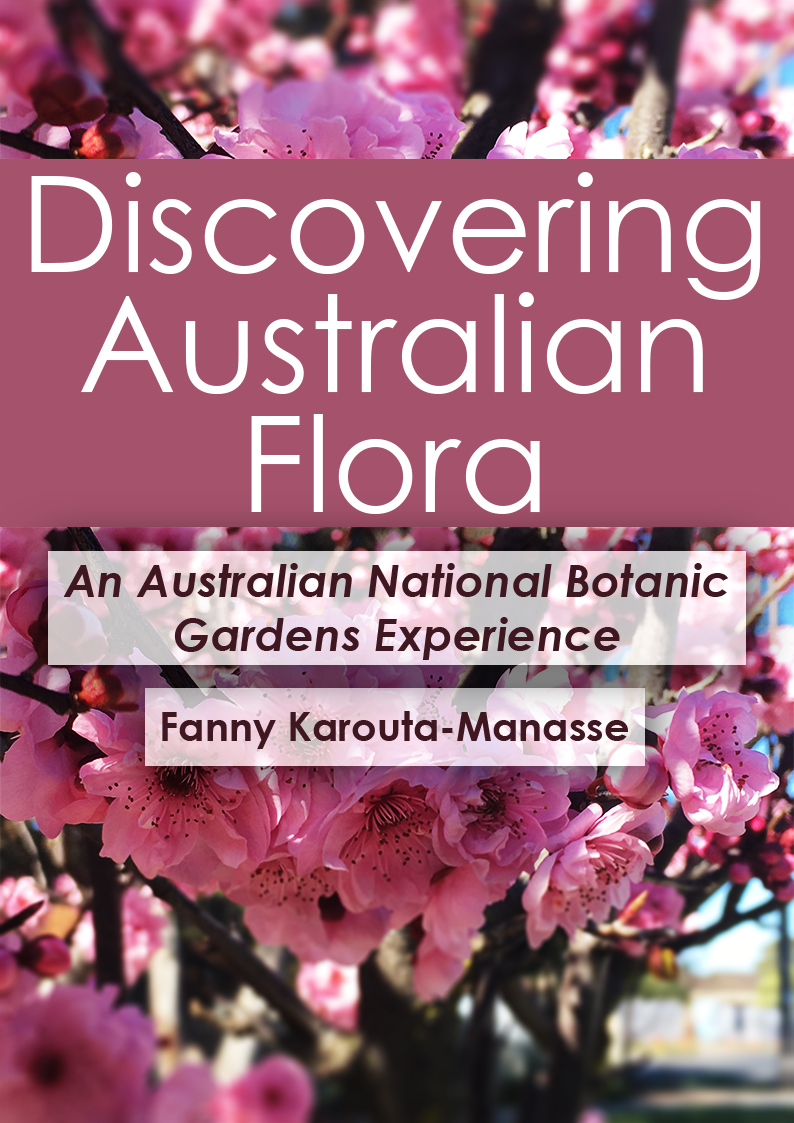 Discovering
Australian
Flora
An Australian National Botanic
Gardens Experience
Fanny Karouta-Manasse